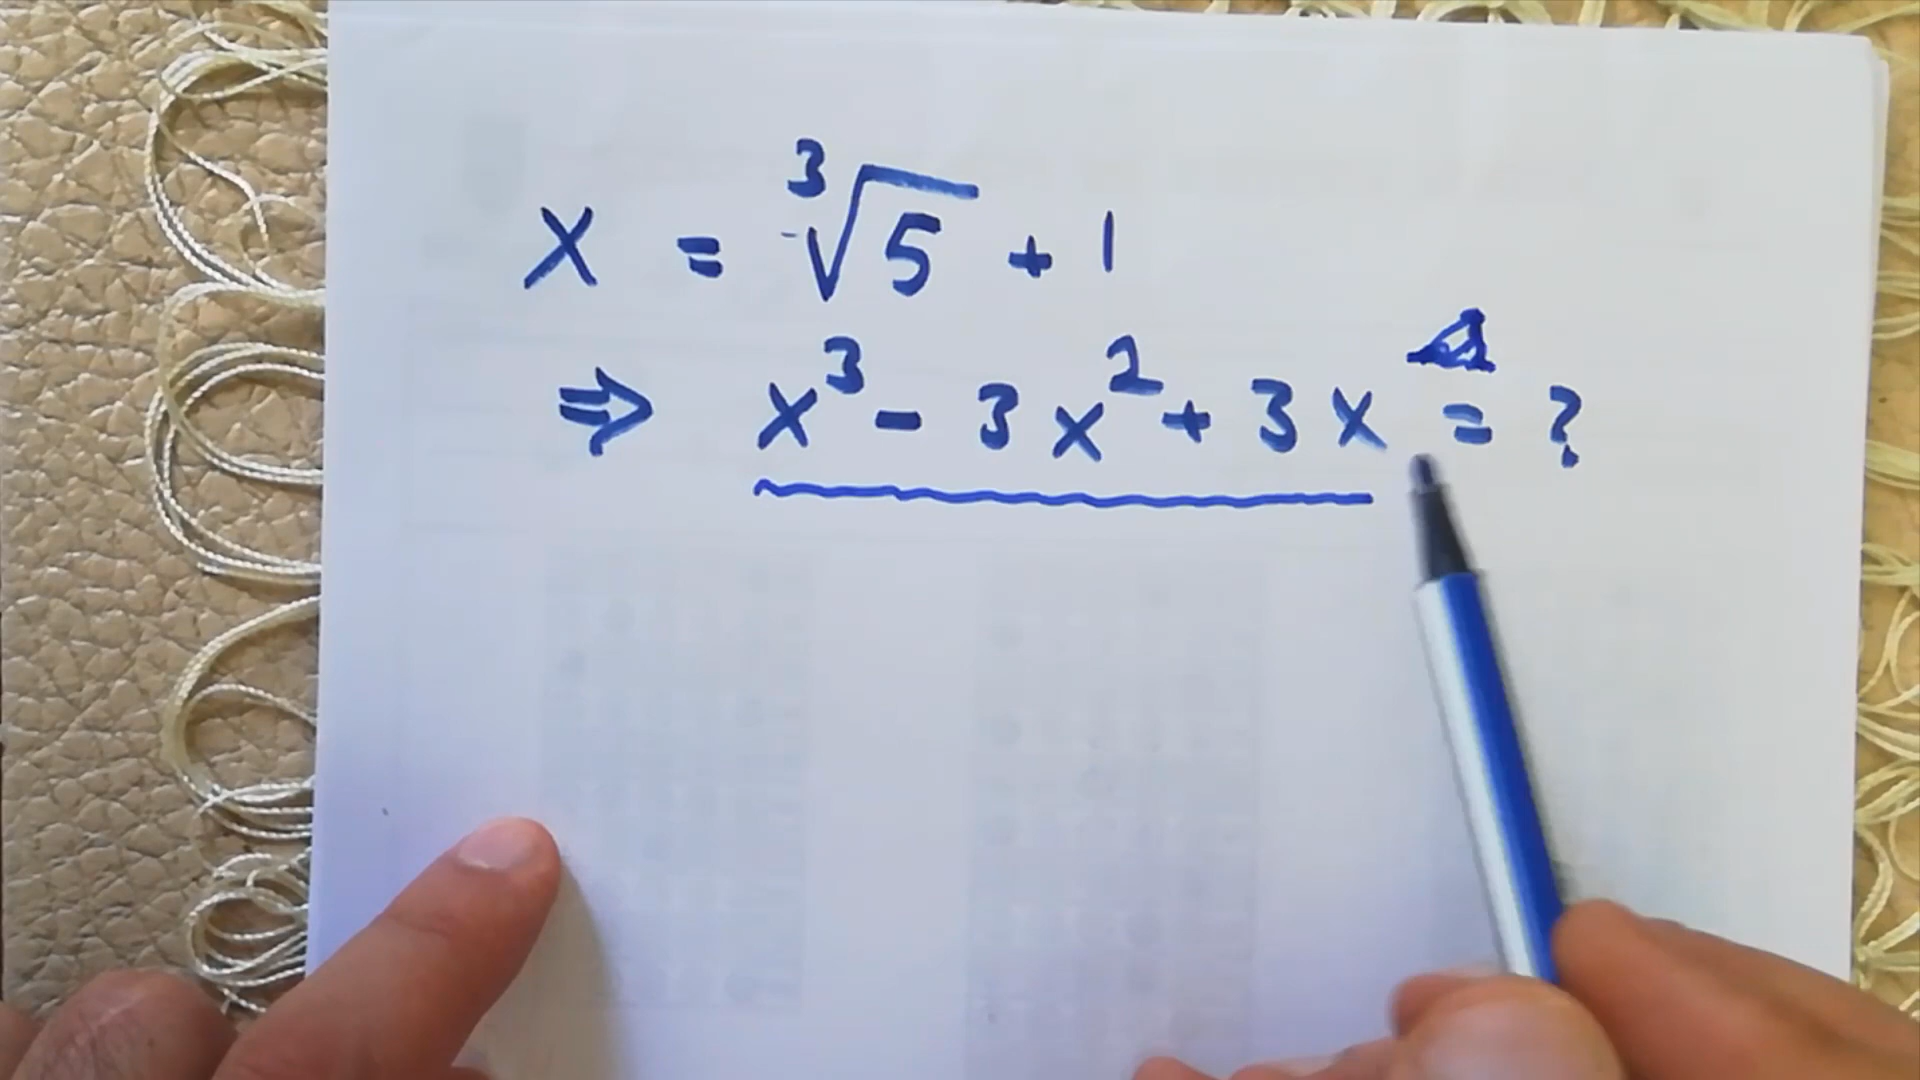 x = ∛5 + 1
⇒ x³ - 3x² + 3x = ?